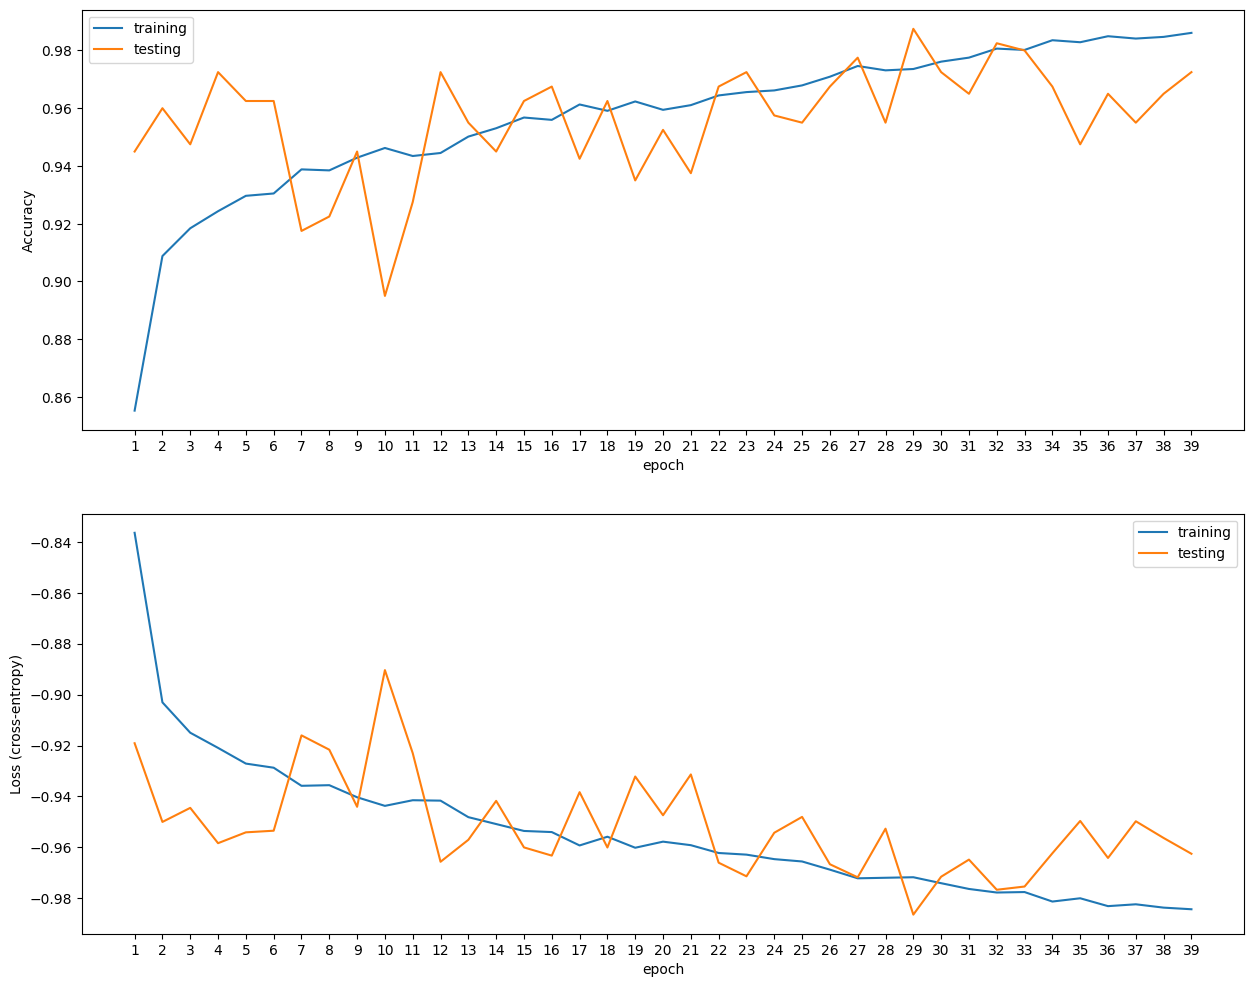 training
testing
0.98
0.96
0.94
0.92
0.90
0.88
0.86
Accuracy
1 2 3 4 5 6 7 8 9 10 11 12 13 14 15 16 17 18 19 20 21 22 23 24 25 26 27 28 29 30 31 32 33 34 35 36 37 38 39
epoch
training
testing
−0.84
−0.86
−0.88
−0.90
−0.92
−0.94
−0.96
−0.98
Loss (cross-entropy)
1 2 3 4 5 6 7 8 9 10 11 12 13 14 15 16 17 18 19 20 21 22 23 24 25 26 27 28 29 30 31 32 33 34 35 36 37 38 39
epoch